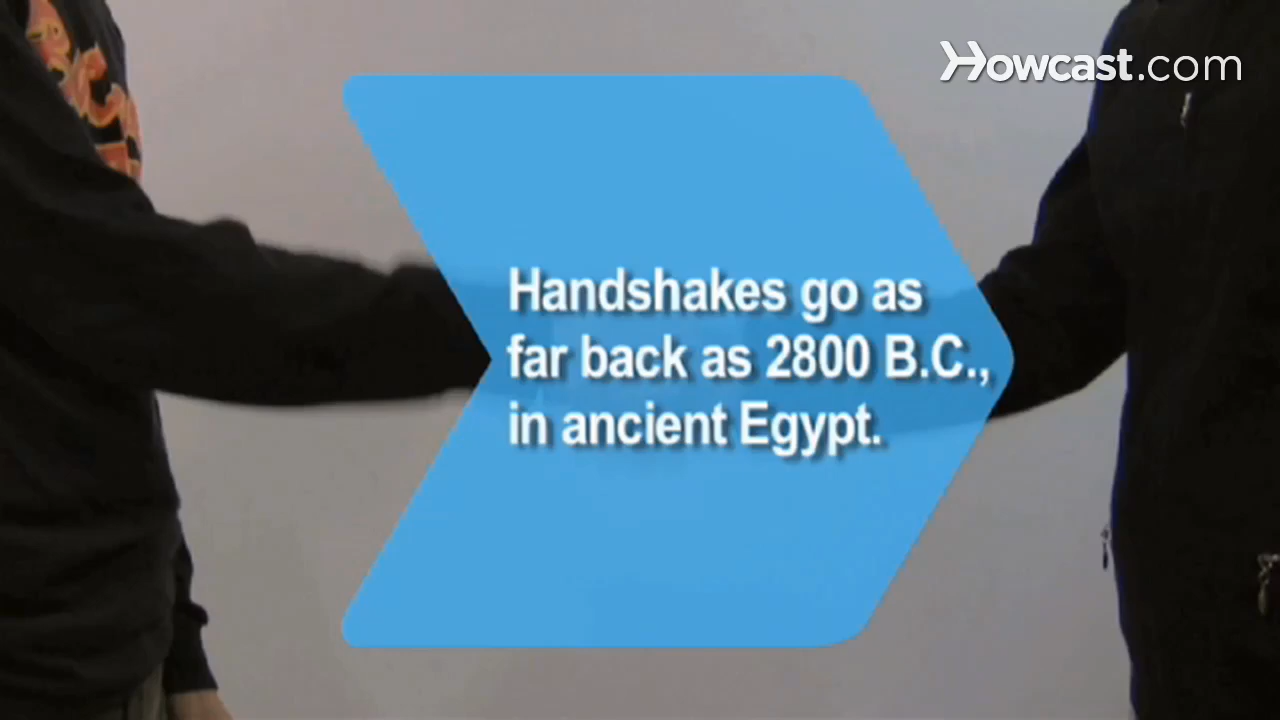 Howcast.com
Handshakes go as
far back as 2800 B.C.,
in ancient Egypt.